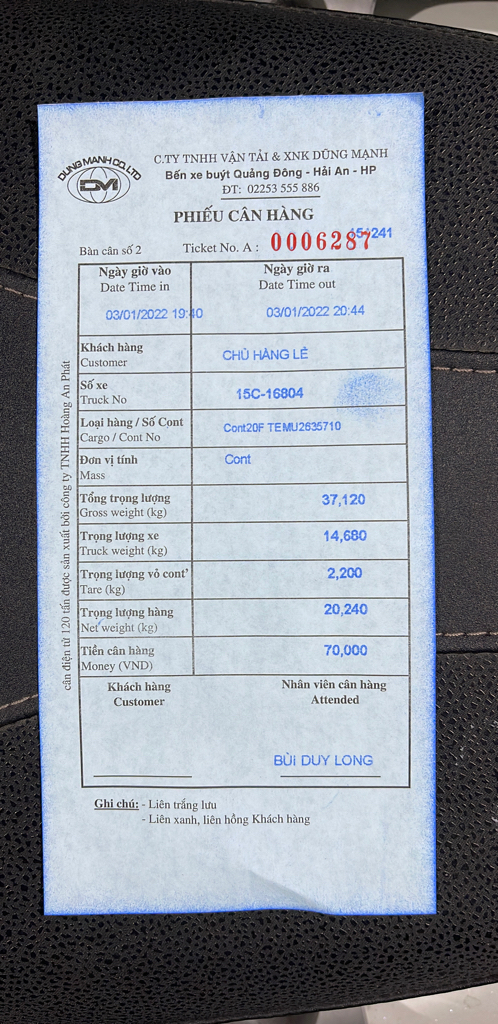 DUNG MANH CO.,LTD
DM
C.TY TNHH VẬN TẢI & XNK DŨNG MẠNH
Bến xe buýt Quảng Đông - Hải An - HP
ĐT: 02253 555 886
PHIẾU CÂN HÀNG
Bàn cân số 2 Ticket No. A : 0006287
Ngày giờ vào Ngày giờ ra
Date Time in Date Time out
03/01/2022 19:40 03/01/2022 20:44
Khách hàng CHỦ HÀNG LẺ
Customer
Số xe 15C-16804
Truck No
Loại hàng / Số Cont Cont20F TEMU2635710
Cargo / Cont No
Đơn vị tính Cont
Mass
Tổng trọng lượng 37,120
Gross weight (kg)
Trọng lượng xe 14,680
Truck weight (kg)
Trọng lượng vỏ cont' 2,200
Tare (kg)
Trọng lượng hàng 20,240
Net weight (kg)
Tiền cân hàng 70,000
Money (VND)
Khách hàng Nhân viên cân hàng
Customer Attended
BÙI DUY LONG
Ghi chú: - Liên trắng lưu
- Liên xanh, liên hồng Khách hàng
cân điện tử 120 tấn được sản xuất bởi công ty TNHH Hoàng An Phát